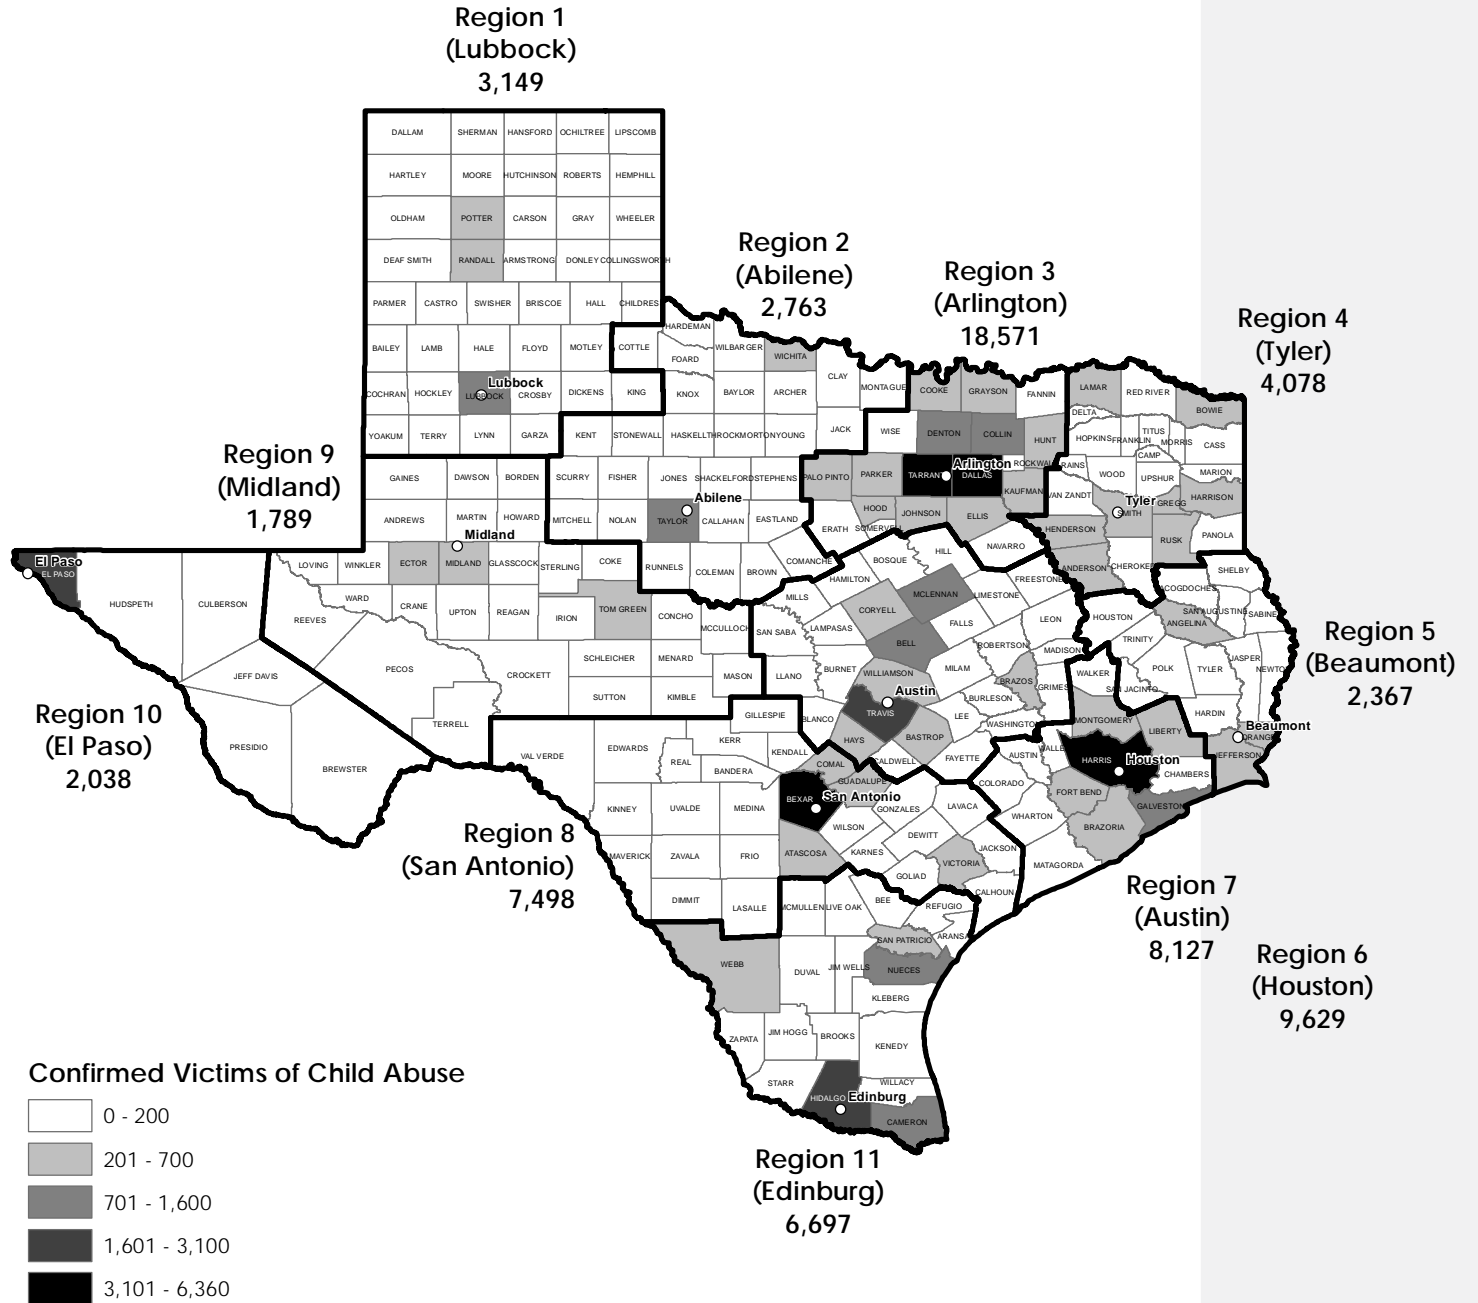 Region 1
(Lubbock)
3,149
Region 2
(Abilene)
2,763
Region 3
(Arlington)
18,571
Region 4
(Tyler)
4,078
Region 9
(Midland)
1,789
Region 5
(Beaumont)
2,367
Region 10
(El Paso)
2,038
Region 8
(San Antonio)
7,498
Region 7
(Austin)
8,127
Region 6
(Houston)
9,629
Region 11
(Edinburg)
6,697
DALLAM SHERMAN HANSFORD OCHILTREE LIPSCOMB
HARTLEY MOORE HUTCHINSON ROBERTS HEMPHILL
OLDHAM POTTER CARSON GRAY WHEELER
DEAF SMITH RANDALL ARMSTRONG DONLEY COLLINGSWORTH
PARMER CASTRO SWISHER BRISCOE HALL CHILDRES
HARDEMAN
BAILEY LAMB HALE FLOYD MOTLEY COTTLE FOARD WILBARGER WICHITA
Lubbock
COCHRAN HOCKLEY LUBBOCK CROSBY DICKENS KING KNOX BAYLOR ARCHER CLAY MONTAGUE COOKE GRAYSON FANNIN LAMAR RED RIVER BOWIE
DELTA
YOAKUM TERRY LYNN GARZA KENT STONEWALL HASKELL THROCKMORTON YOUNG JACK WISE DENTON COLLIN HUNT HOPKINS FRANKLIN TITUS MORRIS CASS
CAMP
GAINES DAWSON BORDEN SCURRY FISHER JONES SHACKELFORD STEPHENS PALO PINTO PARKER TARRANT Arlington DALLAS ROCKWAL RAINS WOOD UPSHUR MARION
ANDREWS MARTIN HOWARD MITCHELL NOLAN TAYLOR Abilene CALLAHAN EASTLAND ERATH HOOD SOMERVELL JOHNSON ELLIS KAUFMAN VAN ZANDT Tyler SMITH GREGG HARRISON
HENDERSON RUSK PANOLA
Midland
El Paso
EL PASO HUDSPETH CULBERSON LOVING WINKLER ECTOR MIDLAND GLASSCOCK STERLING COKE RUNNELS COLEMAN BROWN COMANCHE HAMILTON BOSQUE HILL NAVARRO ANDERSON CHEROKEE SHELBY
REEVES WARD CRANE UPTON REAGAN IRION TOM GREEN CONCHO MCCULLOCH MILLS SAN SABA LAMPASAS CORYELL MCLENNAN LIMESTONE FREESTONE LEON HOUSTON ACOGDOCHES SAN AUGUSTINE SABINE
ANGELINA
JEFF DAVIS PECOS CROCKETT SCHLEICHER MENARD MASON LLANO BURNET BELL FALLS ROBERTSON MADISON TRINITY POLK TYLER JASPER NEWTO
SUTTON KIMBLE WILLIAMSON MILAM BRAZOS GRIMES WALKER SAN JACINTO
PRESIDIO BREWSTER TERRELL VAL VERDE EDWARDS GILLESPIE BLANCO TRAVIS Austin LEE BURLESON WASHINGTON MONTGOMERY LIBERTY HARDIN Beaumont
ORANGE
REAL KERR KENDALL HAYS BASTROP FAYETTE AUSTIN WALLE HARRIS Houston CHAMBERS JEFFERSON
BANDERA COMAL CALDWELL GUADALUPE COLORADO FORT BEND GALVESTON
KINNEY UVALDE MEDINA BEXAR San Antonio GONZALES LAVACA WHARTON BRAZORIA
WILSON DEWITT JACKSON MATAGORDA
MAVERICK ZAVALA FRIO ATASCOSA KARNES GOLIAD VICTORIA CALHOUN
DIMMIT LASALLE MCMULLEN LIVE OAK BEE REFUGIO
SAN PATRICIO ARANSA
WEBB DUVAL JIM WELLS NUECES
KLEBERG
ZAPATA JIM HOGG BROOKS KENEDY
STARR HIDALGO Edinburg WILLACY
CAMERON
Confirmed Victims of Child Abuse
0 - 200
201 - 700
701 - 1,600
1,601 - 3,100
3,101 - 6,360